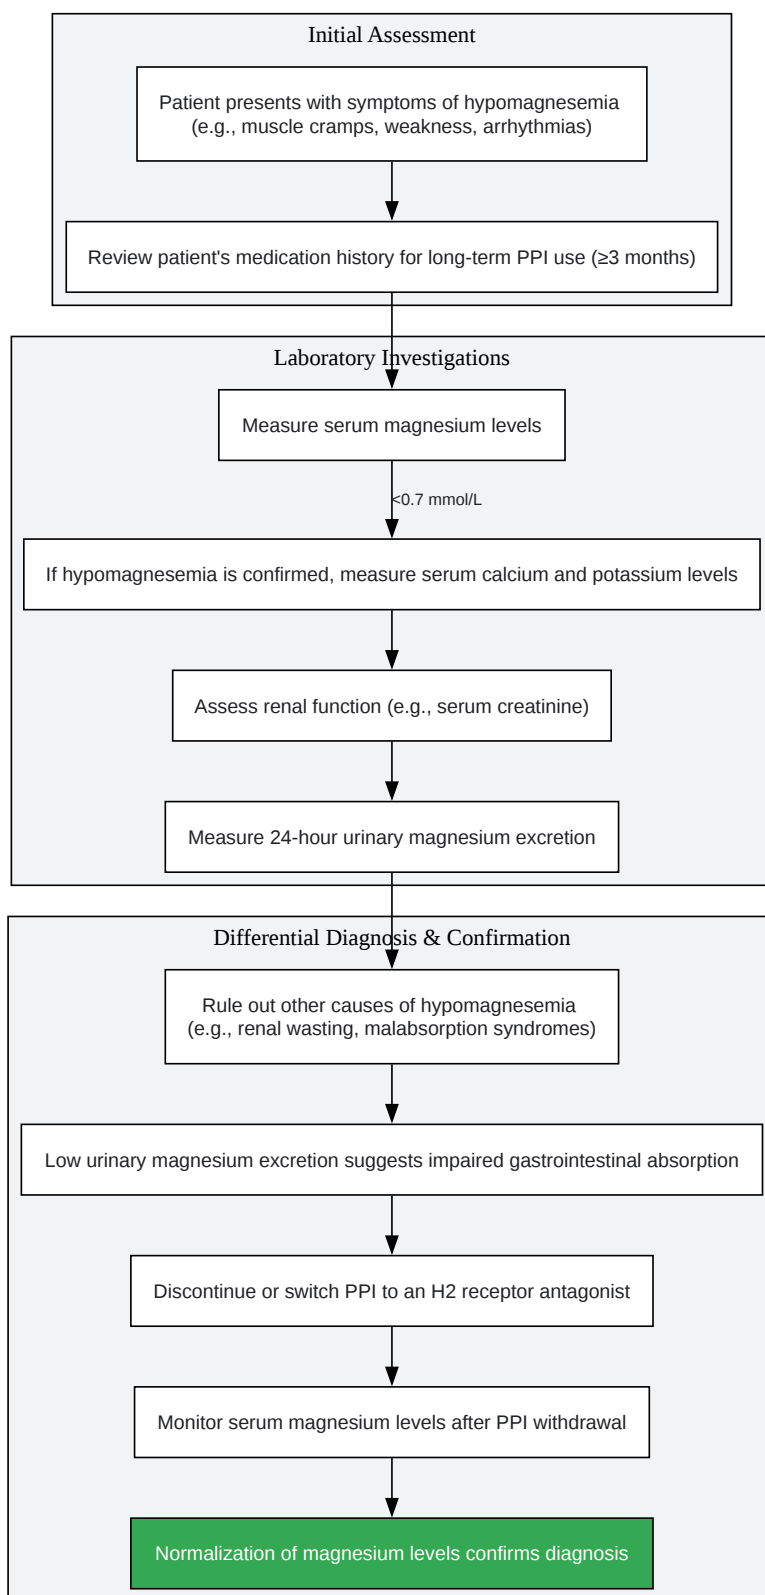 Initial Assessment
Patient presents with symptoms of hypomagnesemia
(e.g., muscle cramps, weakness, arrhythmias)
Review patient's medication history for long-term PPI use (≥3 months)
Laboratory Investigations
Measure serum magnesium levels
<0.7 mmol/L
If hypomagnesemia is confirmed, measure serum calcium and potassium levels
Assess renal function (e.g., serum creatinine)
Measure 24-hour urinary magnesium excretion
Differential Diagnosis & Confirmation
Rule out other causes of hypomagnesemia
(e.g., renal wasting, malabsorption syndromes)
Low urinary magnesium excretion suggests impaired gastrointestinal absorption
Discontinue or switch PPI to an H2 receptor antagonist
Monitor serum magnesium levels after PPI withdrawal
Normalization of magnesium levels confirms diagnosis